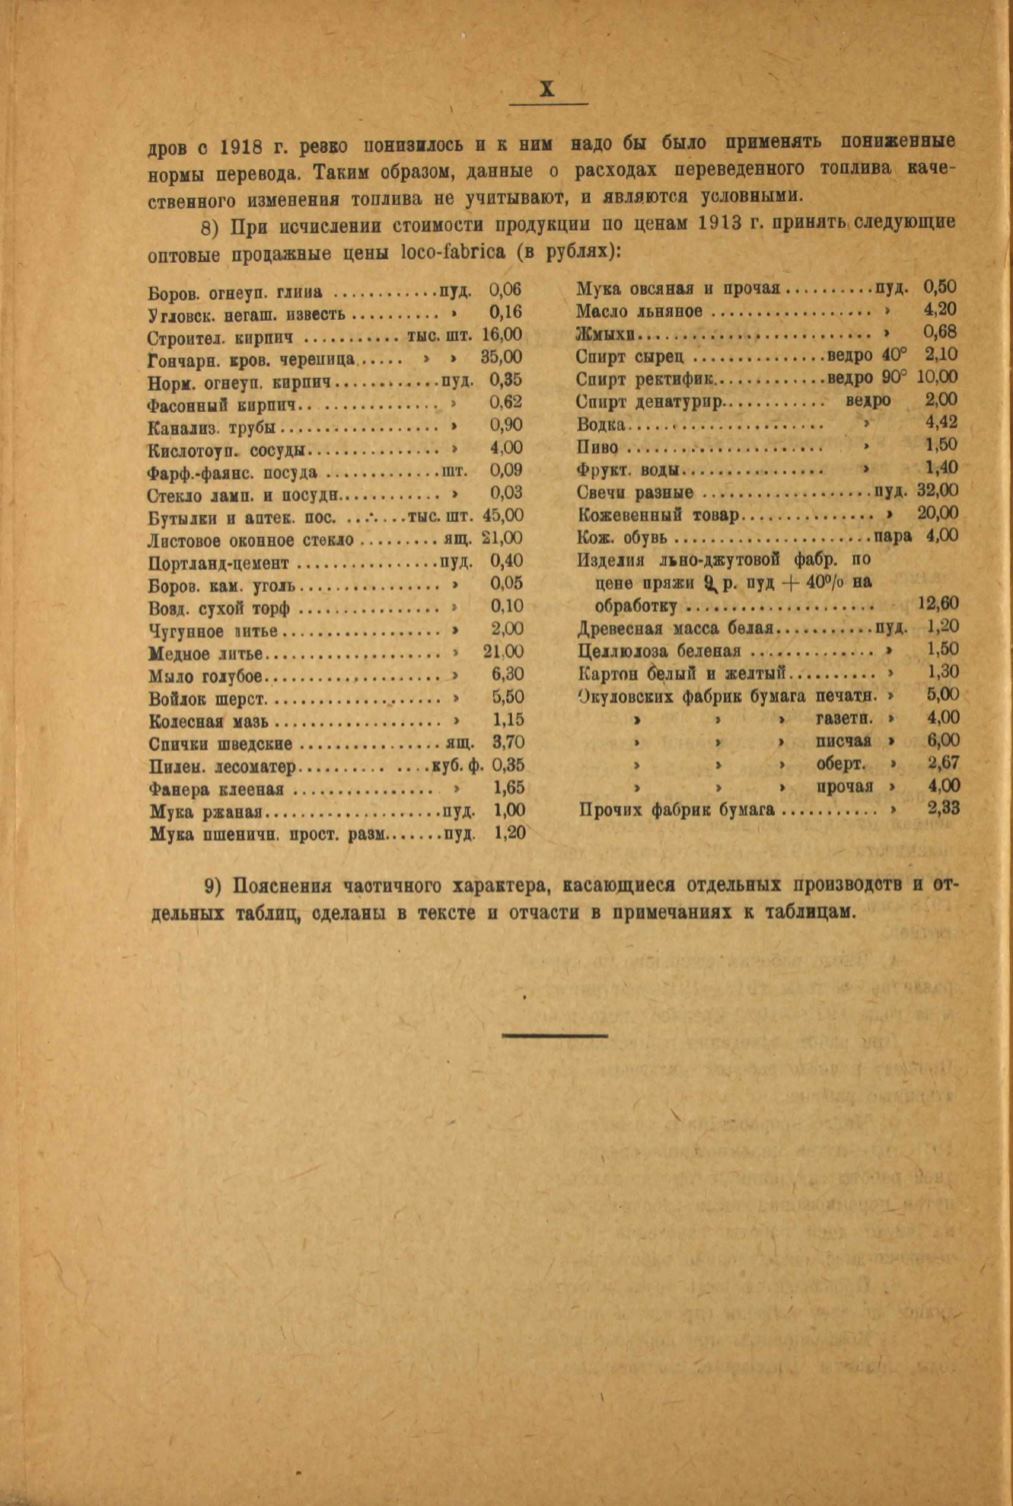 X
дров с 1918 г. резко понизилось и к ним надо бы было применять пониженные
нормы перевода. Таким образом, данные о расходах переведенного топлива каче-
ственного изменения топлива не учитывают, и являются условными.
8) При исчислении стоимости продукции по ценам 1913 г. принять следующие
оптовые продажные цены loco-fabrica (в рублях):
Боров. огнеуп. глина ............пуд. 0,06
Угловск. негаш. известь .......... » 0,16
Строител. кирпич ........... тыс. шт. 16,00
Гончарн. кров. черепица...... » » 35,00
Норм. огнеуп. кирпич............пуд. 0,35
Фасонный кирпич.. ............. » 0,62
Канализ. трубы.................. » 0,90
Кислотоуп. сосуды............... » 4,00
Фарф.-фаянс. посуда .............шт. 0,09
Стекло ламп. и посудн............ » 0,03
Бутылки и аптек. пос. ........тыс. шт. 45,00
Листовое оконное стекло ......... ящ. 21,00
Портланд-цемент ................пуд. 0,40
Боров. кам. уголь................ » 0,05
Возд. сухой торф ................ » 0,10
Чугунное литье.................. » 2,00
Медное литье.................... » 21,00
Мыло голубое.................... » 6,30
Войлок шерст. ................... » 5,50
Колесная мазь ................... » 1,15
Спички шведские ................ ящ. 3,70
Пилен. лесоматер.......... ....куб. ф. 0,35
Фанера клееная ................ » 1,65
Мука ржаная....................пуд. 1,00
Мука пшеничн. прост. разм.......пуд. 1,20
Мука овсяная и прочая..........пуд. 0,50
Масло льняное .................. » 4,20
Жмыхи.......................... » 0,68
Спирт сырец ...............ведро 40° 2,10
Спирт ректифик.............ведро 90° 10,00
Спирт денатурир............ ведро 2,00
Водка...................... » 4,42
Пиво ...................... » 1,50
Фрукт. воды................ » 1,40
Свечи разные ...................пуд. 32,00
Кожевенный товар............... » 20,00
Кож. обувь ......................пара 4,00
Изделия льно-джутовой фабр. по
цене пряжи 9 р. пуд + 40% на
обработку ..................... 12,60
Древесная масса белая...........пуд. 1,20
Целлюлоза беленая .............. » 1,50
Картон белый и желтый.......... » 1,30
Окуловских фабрик бумага печатн. » 5,00
» » » газетн. » 4,00
» » » писчая » 6,00
» » » оберт. » 2,67
» » » прочая » 4,00
Прочих фабрик бумага ........... » 2,33
9) Пояснения частичного характера, касающиеся отдельных производств и от-
дельных таблиц, сделаны в тексте и отчасти в примечаниях к таблицам.